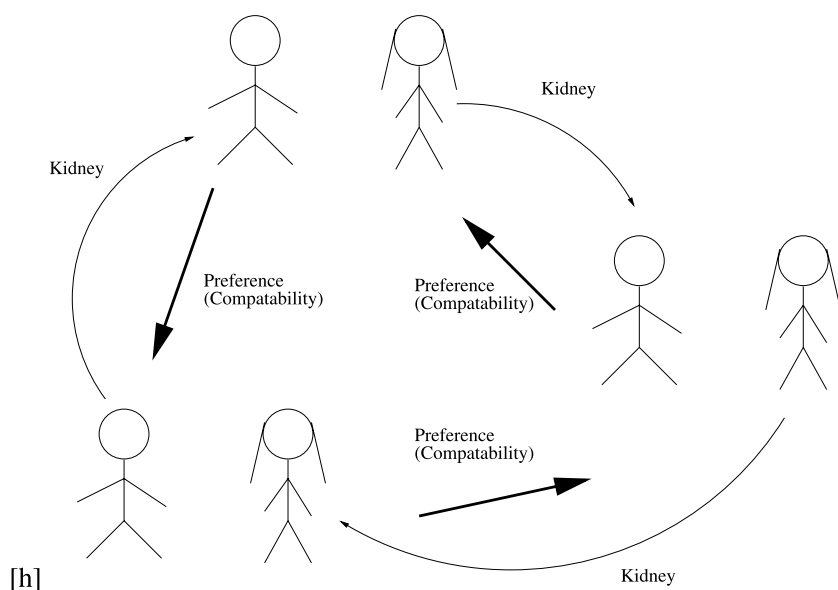 Kidney
Kidney
Preference
(Compatability)
Preference
(Compatability)
Preference
(Compatability)
Kidney
[h]